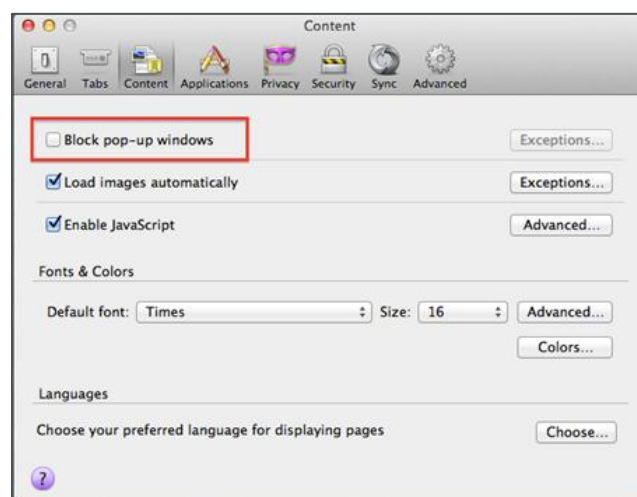 Content
General Tabs Content Applications Privacy Security Sync Advanced
Block pop-up windows Exceptions...
Load images automatically Exceptions...
Enable JavaScript Advanced...
Fonts & Colors
Default font: Times Size: 16 Advanced...
Colors...
Languages
Choose your preferred language for displaying pages Choose...
?